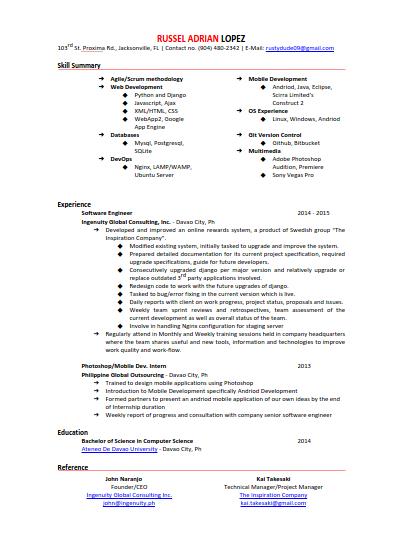 RUSSEL ADRIAN LOPEZ
103rd St. Proxima Rd., Jacksonville, FL | Contact no. (904) 480-2342 | E-Mail: rustydude09@gmail.com
Skill Summary
➔ Agile/Scrum methodology
➔ Web Development
◆ Python and Django
◆ Javascript, Ajax
◆ XML/HTML, CSS
◆ WebApp2, Google
App Engine
➔ Databases
◆ Mysql, Postgresql,
SQLite
➔ DevOps
◆ Nginx, LAMP/WAMP,
Ubuntu Server
➔ Mobile Development
◆ Andriod, Java, Eclipse,
Scirra Limited's
Construct 2
➔ OS Experience
◆ Linux, Windows, Andriod
➔ Git Version Control
◆ Github, Bitbucket
➔ Multimedia
◆ Adobe Photoshop
Audition, Premiere
◆ Sony Vegas Pro
Experience
Software Engineer 2014 - 2015
Ingenuity Global Consulting, Inc. - Davao City, Ph
➔ Developed and improved an online rewards system, a product of Swedish group "The
Inspiration Company".
◆ Modified existing system, initially tasked to upgrade and improve the system.
◆ Prepared detailed documentation for its current project specification, required
upgrade specifications, guide for future developers.
◆ Consecutively upgraded django per major version and relatively upgrade or
replace outdated 3rd party applications involved.
◆ Redesign code to work with the future upgrades of django.
◆ Tasked to bug/error fixing in the current version which is live.
◆ Daily reports with client on work progress, project status, proposals and issues.
◆ Weekly team sprint reviews and retrospectives, team assessment of the
current development as well as overall status of the team.
◆ Involve in handling Nginx configuration for staging server
➔ Regularly attend in Monthly and Weekly training sessions held in company headquarters
where the team shares useful and new tools, information and technologies to improve
work quality and work-flow.
Photoshop/Mobile Dev. Intern 2013
Philippine Global Outsourcing - Davao City, Ph
➔ Trained to design mobile applications using Photoshop
➔ Introduction to Mobile Development specifically Andriod Development
➔ Formed partners to present an andriod mobile application of our own ideas by the end
of Internship duration
➔ Weekly report of progress and consultation with company senior software engineer
Education
Bachelor of Science in Computer Science 2014
Ateneo De Davao University - Davao City, Ph
Reference
John Naranjo
Founder/CEO
Ingenuity Global Consulting Inc.
john@ingenuity.ph
Kai Takesaki
Technical Manager/Project Manager
The Inspiration Company
kai.takesaki@gmail.com